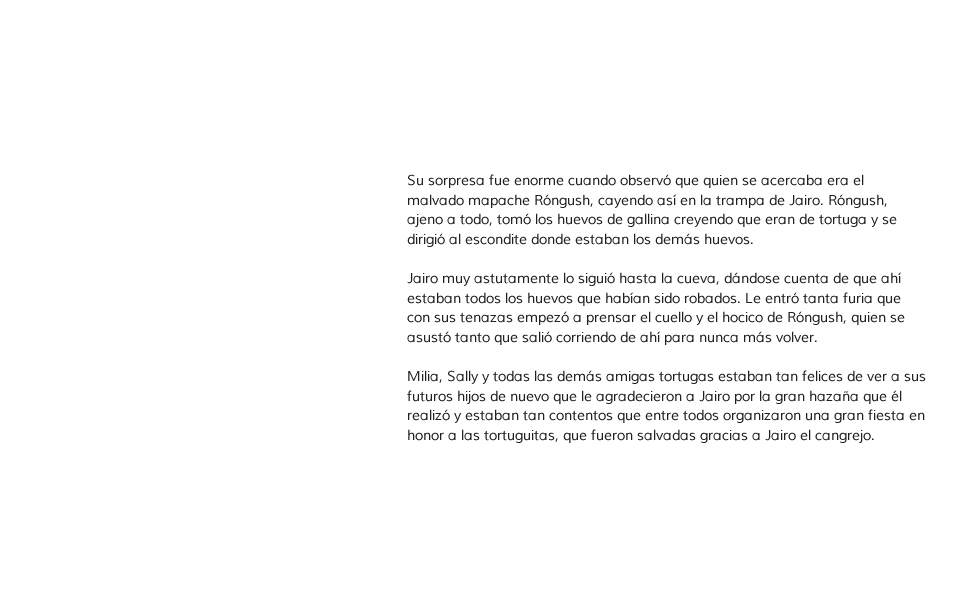 Su sorpresa fue enorme cuando observó que quien se acercaba era el
malvado mapache Róngush, cayendo así en la trampa de Jairo. Róngush,
ajeno a todo, tomó los huevos de gallina creyendo que eran de tortuga y se
dirigió al escondite donde estaban los demás huevos.

Jairo muy astutamente lo siguió hasta la cueva, dándose cuenta de que ahí
estaban todos los huevos que habían sido robados. Le entró tanta furia que
con sus tenazas empezó a prensar el cuello y el hocico de Róngush, quien se
asustó tanto que salió corriendo de ahí para nunca más volver.

Milia, Sally y todas las demás amigas tortugas estaban tan felices de ver a sus
futuros hijos de nuevo que le agradecieron a Jairo por la gran hazaña que él
realizó y estaban tan contentos que entre todos organizaron una gran fiesta en
honor a las tortuguitas, que fueron salvadas gracias a Jairo el cangrejo.